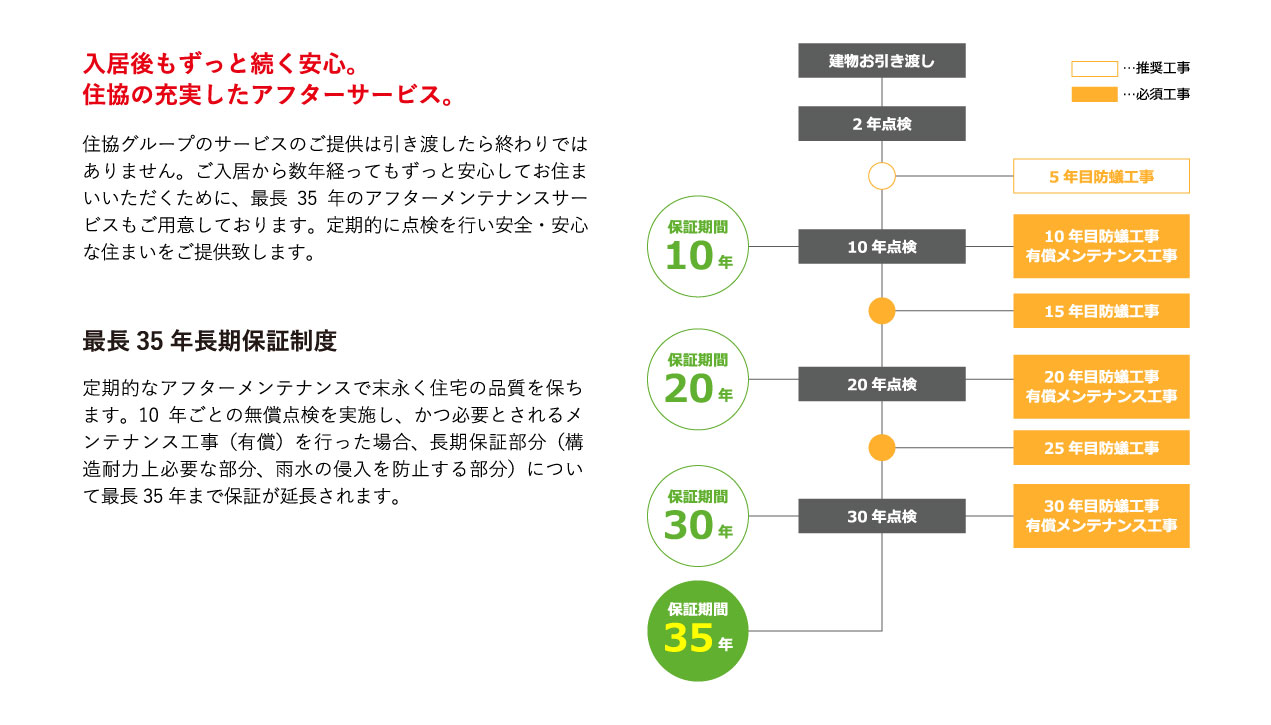 入居後もずっと続く安心。
住協の充実したアフターサービス。
住協グループのサービスのご提供は引き渡したら終わりでは
ありません。ご入居から数年経ってもずっと安心してお住ま
いいただくために、最長 35 年のアフターメンテナンスサー
ビスもご用意しております。定期的に点検を行い安全・安心
な住まいをご提供致します。
最長 35 年長期保証制度
定期的なアフターメンテナンスで末永く住宅の品質を保ち
ます。10 年ごとの無償点検を実施し、かつ必要とされるメ
ンテナンス工事（有償）を行った場合、長期保証部分（構
造耐力上必要な部分、雨水の侵入を防止する部分）につい
て最長 35 年まで保証が延長されます。
建物お引き渡し
…推奨工事
…必須工事
2 年点検
5 年目防蟻工事
保証期間
10 年
10 年点検
10 年目防蟻工事
有償メンテナンス工事
15 年目防蟻工事
保証期間
20 年
20 年点検
20 年目防蟻工事
有償メンテナンス工事
25 年目防蟻工事
保証期間
30 年
30 年点検
30 年目防蟻工事
有償メンテナンス工事
保証期間
35 年